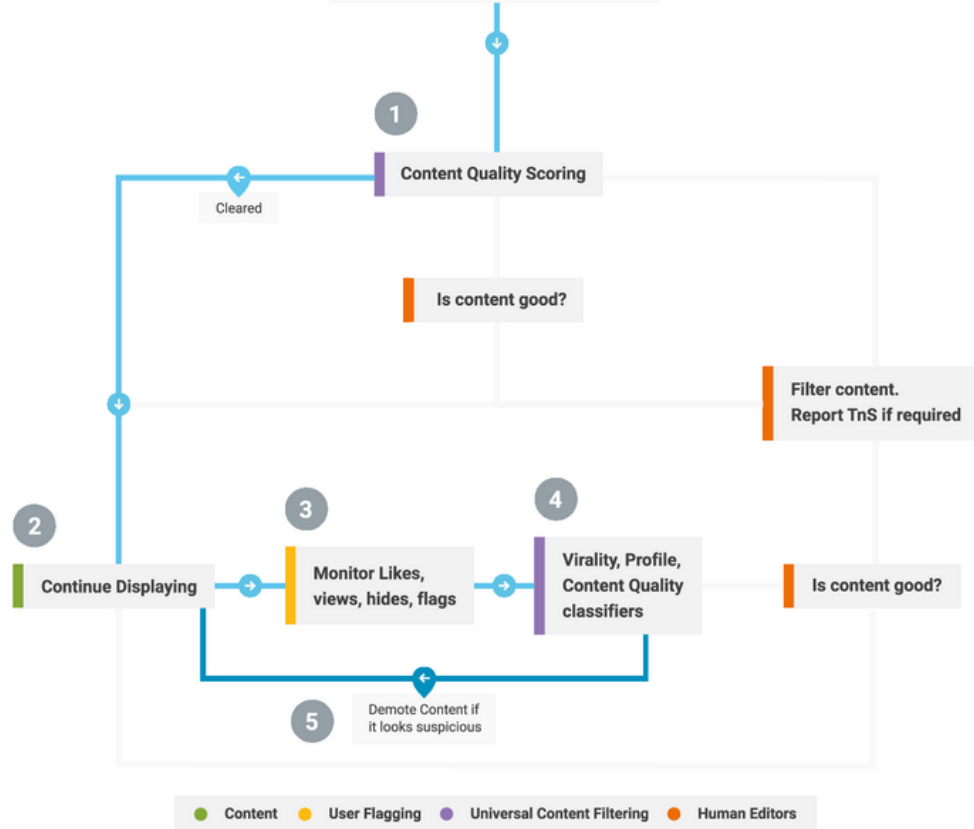 1
Content Quality Scoring
Cleared
Is content good?
Filter content.
Report TnS if required
2
Continue Displaying
3
Monitor Likes,
views, hides, flags
4
Virality, Profile,
Content Quality
classifiers
Is content good?
5
Demote Content if
it looks suspicious
Content
User Flagging
Universal Content Filtering
Human Editors